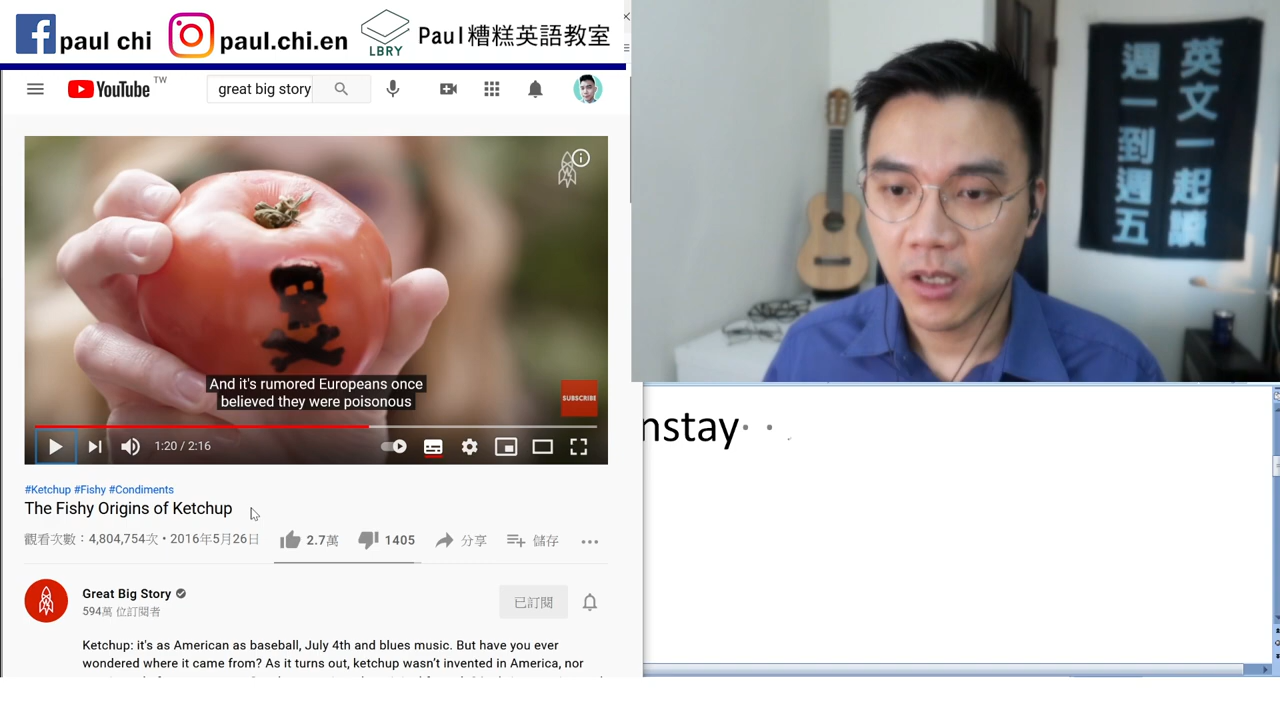 paul chi
paul.chi.en
LBRY
Paul糟糕英語教室
YouTube TW
great big story
And it's rumored Europeans once
believed they were poisonous
SUBSCRIBE
1:20 / 2:16
#Ketchup #Fishy #Condiments
The Fishy Origins of Ketchup
觀看次數：4,804,754次・2016年5月26日
2.7萬
1405
分享
儲存
Great Big Story
594萬 位訂閱者
已訂閱
Ketchup: it's as American as baseball, July 4th and blues music. But have you ever
wondered where it came from? As it turns out, ketchup wasn’t invented in America, nor
英文一起讀
週一到週五
nstay